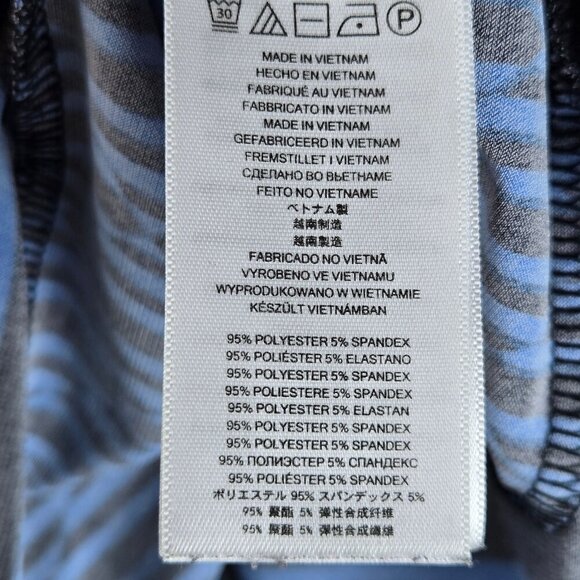 30 P
MADE IN VIETNAM
HECHO EN VIETNAM
FABRIQUÉ AU VIETNAM
FABBRICATO IN VIETNAM
MADE IN VIETNAM
GEFABRICEERD IN VIETNAM
FREMSTILLET I VIETNAM
СДЕЛАНО ВО ВЬЕТНАМЕ
FEITO NO VIETNAME
ベトナム製
越南制造
越南製造
FABRICADO NO VIETNÃ
VYROBENO VE VIETNAMU
WYPRODUKOWANO W WIETNAMIE
KÉSZÜLT VIETNÁMBAN
95% POLYESTER 5% SPANDEX
95% POLIÉSTER 5% ELASTANO
95% POLYESTER 5% SPANDEX
95% POLIESTERE 5% SPANDEX
95% POLYESTER 5% ELASTAN
95% POLYESTER 5% SPANDEX
95% POLYESTER 5% SPANDEX
95% ПОЛИЭСТЕР 5% СПАНДЕКС
95% POLIÉSTER 5% SPANDEX
ポリエステル 95% スパンデックス 5%
95% 聚酯 5% 弹性合成纤维
95% 聚酯 5% 彈性合成纖維